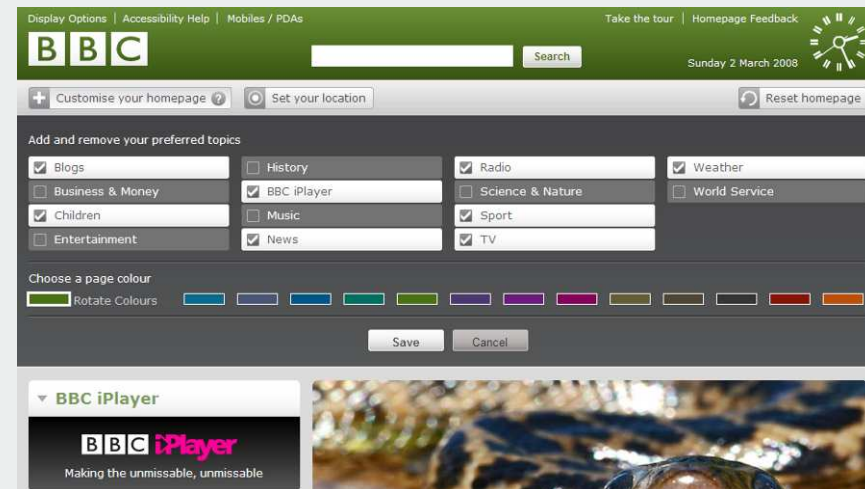 Display Options | Accessibility Help | Mobiles / PDAs
Take the tour | Homepage Feedback
BBC
Search
Sunday 2 March 2008
Customise your homepage ?
Set your location
Reset homepage
Add and remove your preferred topics
Blogs
History
Radio
Weather
Business & Money
BBC iPlayer
Science & Nature
World Service
Children
Music
Sport
Entertainment
News
TV
Choose a page colour
Rotate Colours
Save
Cancel
BBC iPlayer
BBC iPlayer
Making the unmissable, unmissable